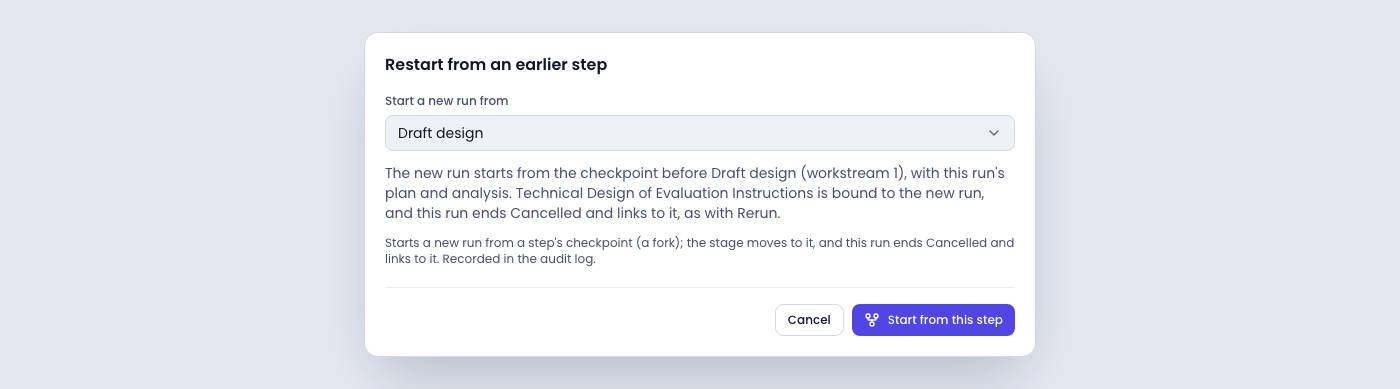 Restart from an earlier step
Start a new run from
Draft design
The new run starts from the checkpoint before Draft design (workstream 1), with this run's
plan and analysis. Technical Design of Evaluation Instructions is bound to the new run,
and this run ends Cancelled and links to it, as with Rerun.
Starts a new run from a step's checkpoint (a fork); the stage moves to it, and this run ends Cancelled and
links to it. Recorded in the audit log.
Cancel
Start from this step